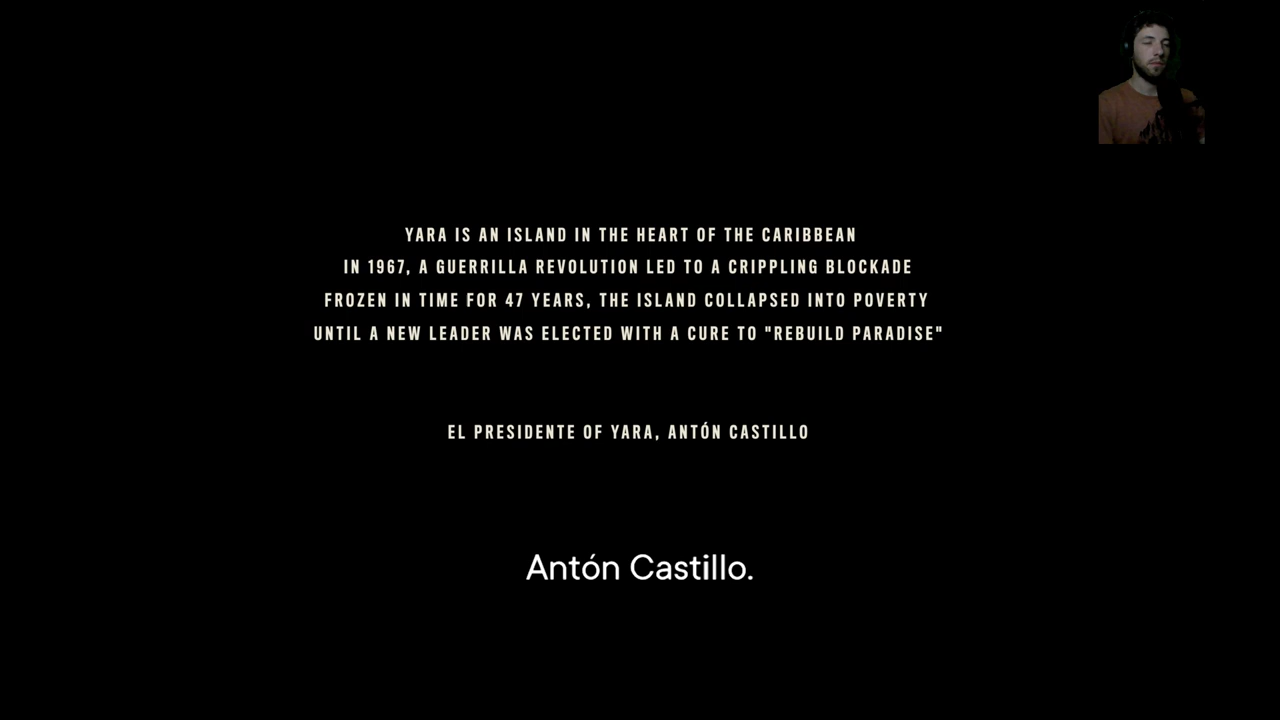 YARA IS AN ISLAND IN THE HEART OF THE CARIBBEAN
IN 1967, A GUERRILLA REVOLUTION LED TO A CRIPPLING BLOCKADE
FROZEN IN TIME FOR 47 YEARS, THE ISLAND COLLAPSED INTO POVERTY
UNTIL A NEW LEADER WAS ELECTED WITH A CURE TO "REBUILD PARADISE"
EL PRESIDENTE OF YARA, ANTÓN CASTILLO
Antón Castillo.